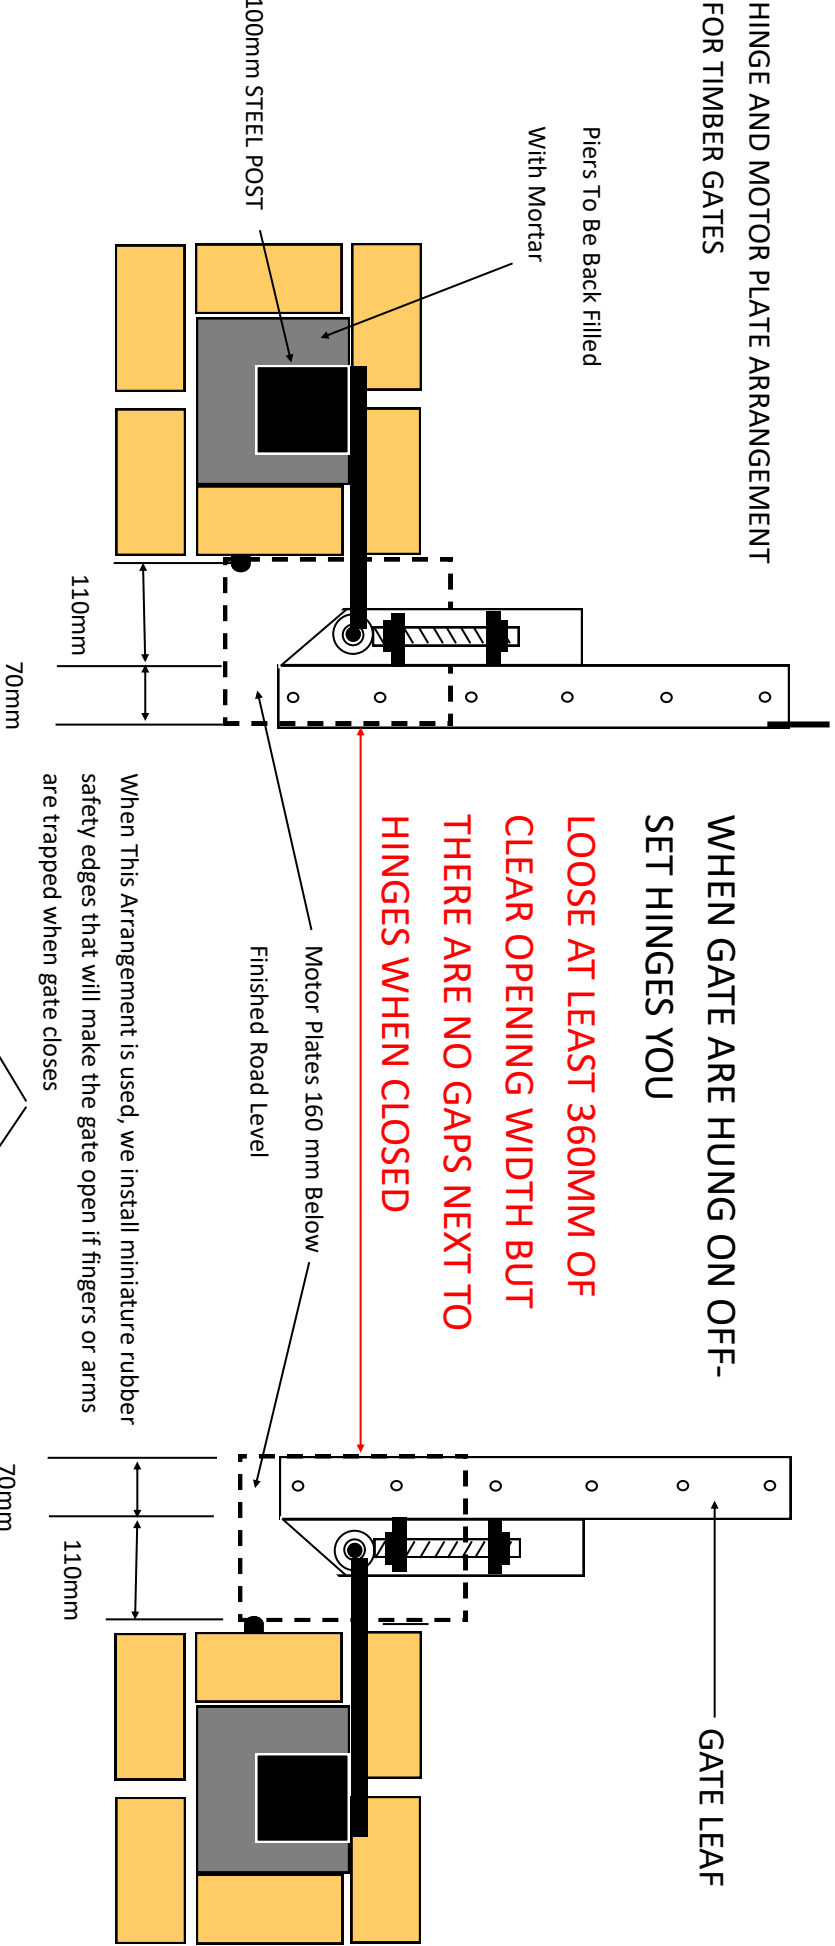 HINGE AND MOTOR PLATE ARRANGEMENT
FOR TIMBER GATES
Piers To Be Back Filled
With Mortar
100mm STEEL POST
WHEN GATE ARE HUNG ON OFF-
SET HINGES YOU
LOOSE AT LEAST 360MM OF
CLEAR OPENING WIDTH BUT
THERE ARE NO GAPS NEXT TO
HINGES WHEN CLOSED
GATE LEAF
Motor Plates 160 mm Below
Finished Road Level
110mm
70mm
When This Arrangement is used, we install miniature rubber
safety edges that will make the gate open if fingers or arms
are trapped when gate closes
70mm
110mm